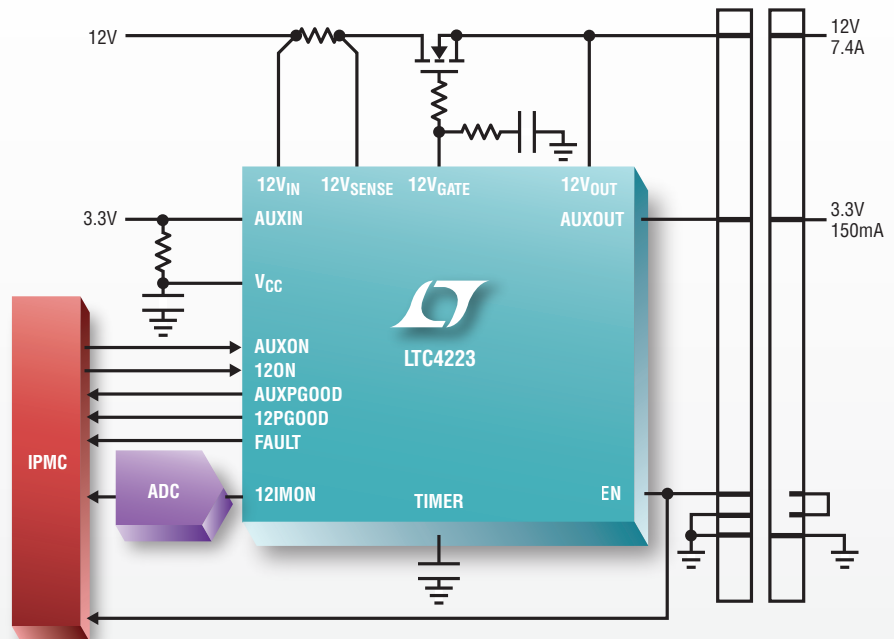 12V
12V
7.4A
12VIN 12VSENSE 12VGATE 12VOUT
3.3V
AUXIN
AUXOUT
3.3V
150mA
VCC
LTC4223
AUXON
12ON
AUXPGOOD
12PGOOD
FAULT
IPMC
ADC
12IMON
TIMER
EN